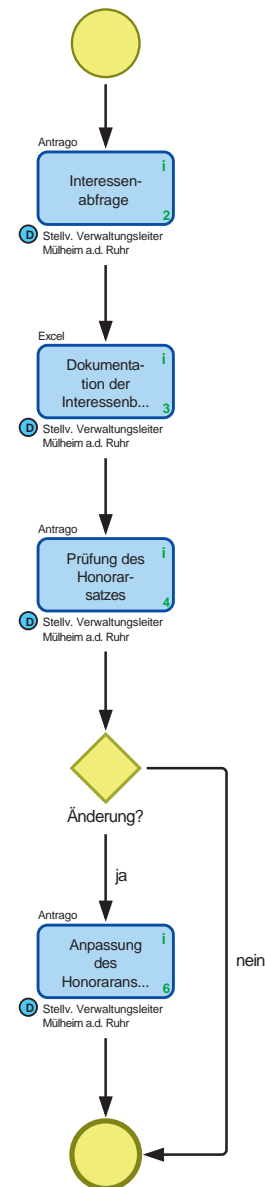 Antrago
i
Interessen-
abfrage
2
D Stellv. Verwaltungsleiter
Mülheim a.d. Ruhr
Excel
i
Dokumenta-
tion der
Interessenb...
3
D Stellv. Verwaltungsleiter
Mülheim a.d. Ruhr
Antrago
i
Prüfung des
Honorar-
satzes
4
D Stellv. Verwaltungsleiter
Mülheim a.d. Ruhr
Änderung?
ja
nein
Antrago
i
Anpassung
des
Honorarans...
6
D Stellv. Verwaltungsleiter
Mülheim a.d. Ruhr